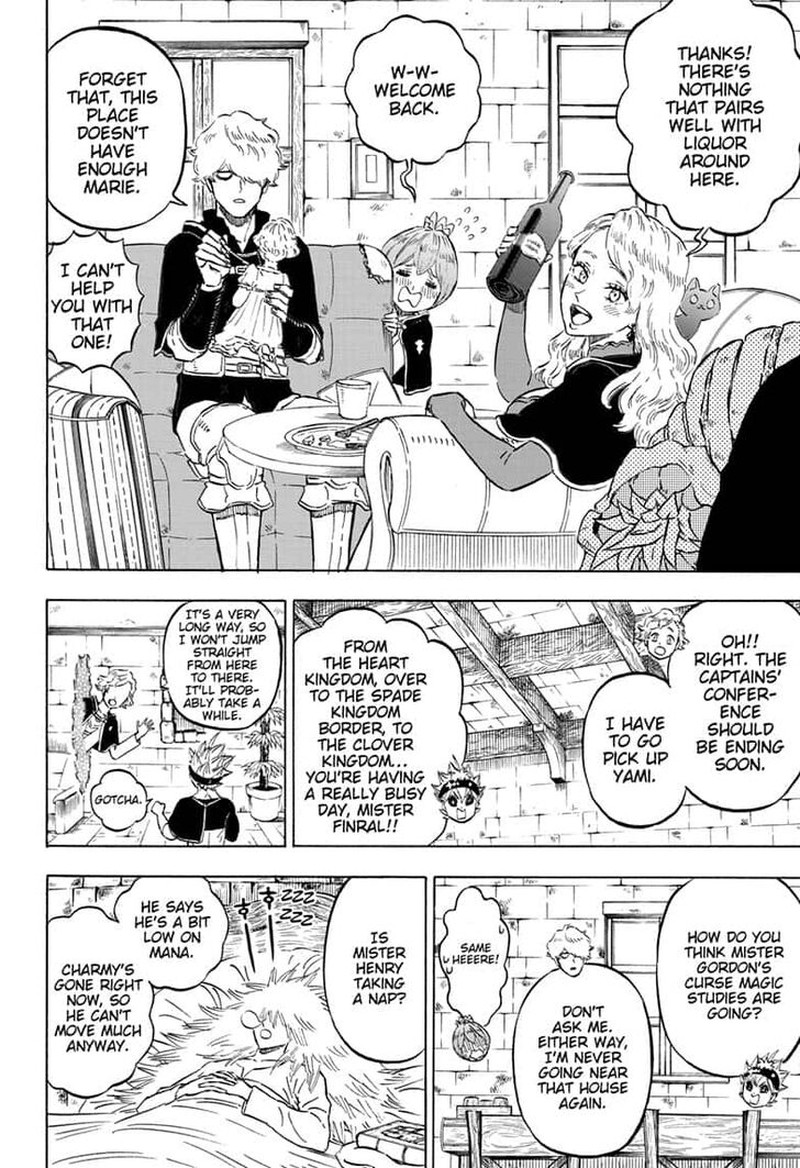 THANKS!
THERE'S
NOTHING
THAT PAIRS
WELL WITH
LIQUOR
AROUND
HERE.
W-W-
WELCOME
BACK.
FORGET
THAT, THIS
PLACE
DOESN'T
HAVE
ENOUGH
MARIE.
I CAN'T
HELP
YOU WITH
THAT
ONE!
OH!!
RIGHT. THE
CAPTAINS'
CONFER-
ENCE
SHOULD
BE ENDING
SOON.
I HAVE
TO GO
PICK UP
YAMI.
FROM
THE HEART
KINGDOM, OVER
TO THE SPADE
KINGDOM
BORDER, TO
THE CLOVER
KINGDOM...
YOU'RE HAVING
A REALLY BUSY
DAY, MISTER
FINRAL!!
IT'S A VERY
LONG WAY, SO
I WON'T JUMP
STRAIGHT
FROM HERE
TO THERE.
IT'LL PROB-
ABLY TAKE A
WHILE.
GOTCHA.
HOW DO YOU
THINK MISTER
GORDON'S
CURSE MAGIC
STUDIES ARE
GOING?
DON'T
ASK ME.
EITHER WAY,
I'M NEVER
GOING NEAR
THAT HOUSE
AGAIN.
SAME
HEEERE!
IS
MISTER
HENRY
TAKING
A NAP?
ZZZ
ZZZ
HE SAYS
HE'S A BIT
LOW ON
MANA.
CHARMY'S
GONE RIGHT
NOW, SO
HE CAN'T
MOVE MUCH
ANYWAY.